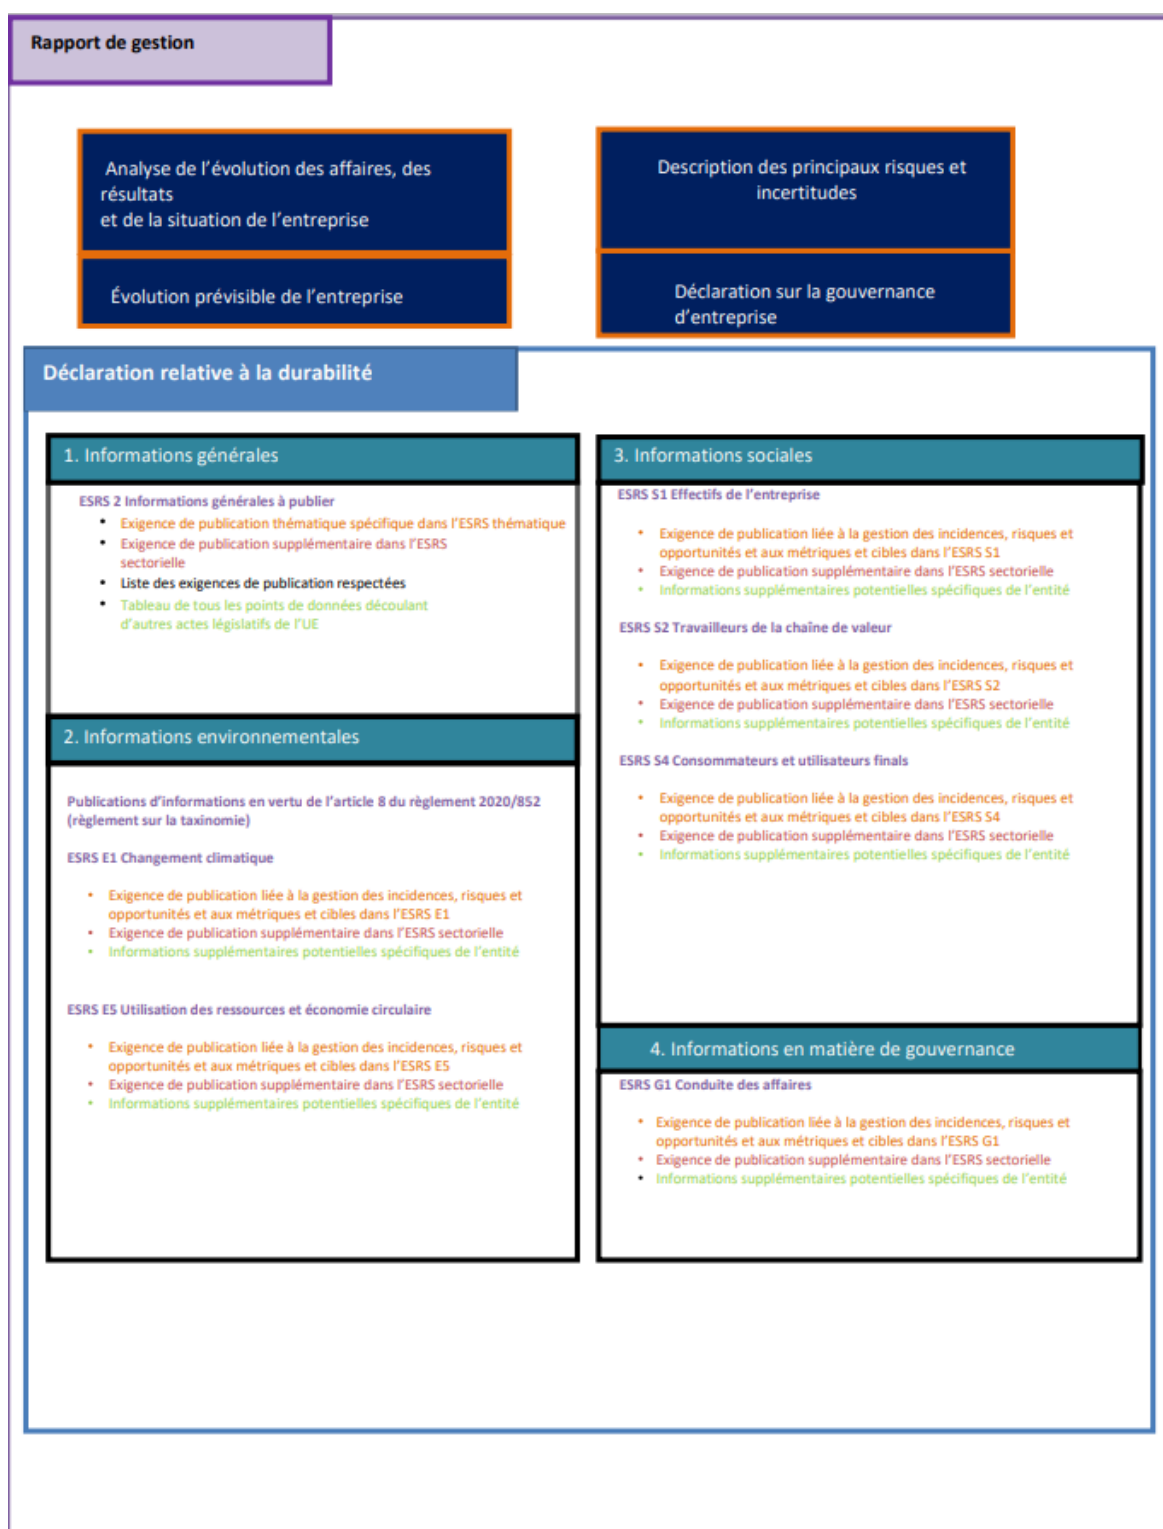 Rapport de gestion
Analyse de l'évolution des affaires, des
résultats
et de la situation de l'entreprise
Description des principaux risques et
incertitudes
Évolution prévisible de l'entreprise
Déclaration sur la gouvernance
d'entreprise
Déclaration relative à la durabilité
1. Informations générales
ESRS 2 Informations générales à publier
• Exigence de publication thématique spécifique dans l'ESRS thématique
• Exigence de publication supplémentaire dans l'ESRS
sectorielle
• Liste des exigences de publication respectées
• Tableau de tous les points de données découlant
d'autres actes législatifs de l'UE
2. Informations environnementales
Publications d'informations en vertu de l'article 8 du règlement 2020/852
(règlement sur la taxinomie)
ESRS E1 Changement climatique
• Exigence de publication liée à la gestion des incidences, risques et
opportunités et aux métriques et cibles dans l'ESRS E1
• Exigence de publication supplémentaire dans l'ESRS sectorielle
• Informations supplémentaires potentielles spécifiques de l'entité
ESRS E5 Utilisation des ressources et économie circulaire
• Exigence de publication liée à la gestion des incidences, risques et
opportunités et aux métriques et cibles dans l'ESRS E5
• Exigence de publication supplémentaire dans l'ESRS sectorielle
• Informations supplémentaires potentielles spécifiques de l'entité
3. Informations sociales
ESRS S1 Effectifs de l'entreprise
• Exigence de publication liée à la gestion des incidences, risques et
opportunités et aux métriques et cibles dans l'ESRS S1
• Exigence de publication supplémentaire dans l'ESRS sectorielle
• Informations supplémentaires potentielles spécifiques de l'entité
ESRS S2 Travailleurs de la chaîne de valeur
• Exigence de publication liée à la gestion des incidences, risques et
opportunités et aux métriques et cibles dans l'ESRS S2
• Exigence de publication supplémentaire dans l'ESRS sectorielle
• Informations supplémentaires potentielles spécifiques de l'entité
ESRS S4 Consommateurs et utilisateurs finals
• Exigence de publication liée à la gestion des incidences, risques et
opportunités et aux métriques et cibles dans l'ESRS S4
• Exigence de publication supplémentaire dans l'ESRS sectorielle
• Informations supplémentaires potentielles spécifiques de l'entité
4. Informations en matière de gouvernance
ESRS G1 Conduite des affaires
• Exigence de publication liée à la gestion des incidences, risques et
opportunités et aux métriques et cibles dans l'ESRS G1
• Exigence de publication supplémentaire dans l'ESRS sectorielle
• Informations supplémentaires potentielles spécifiques de l'entité